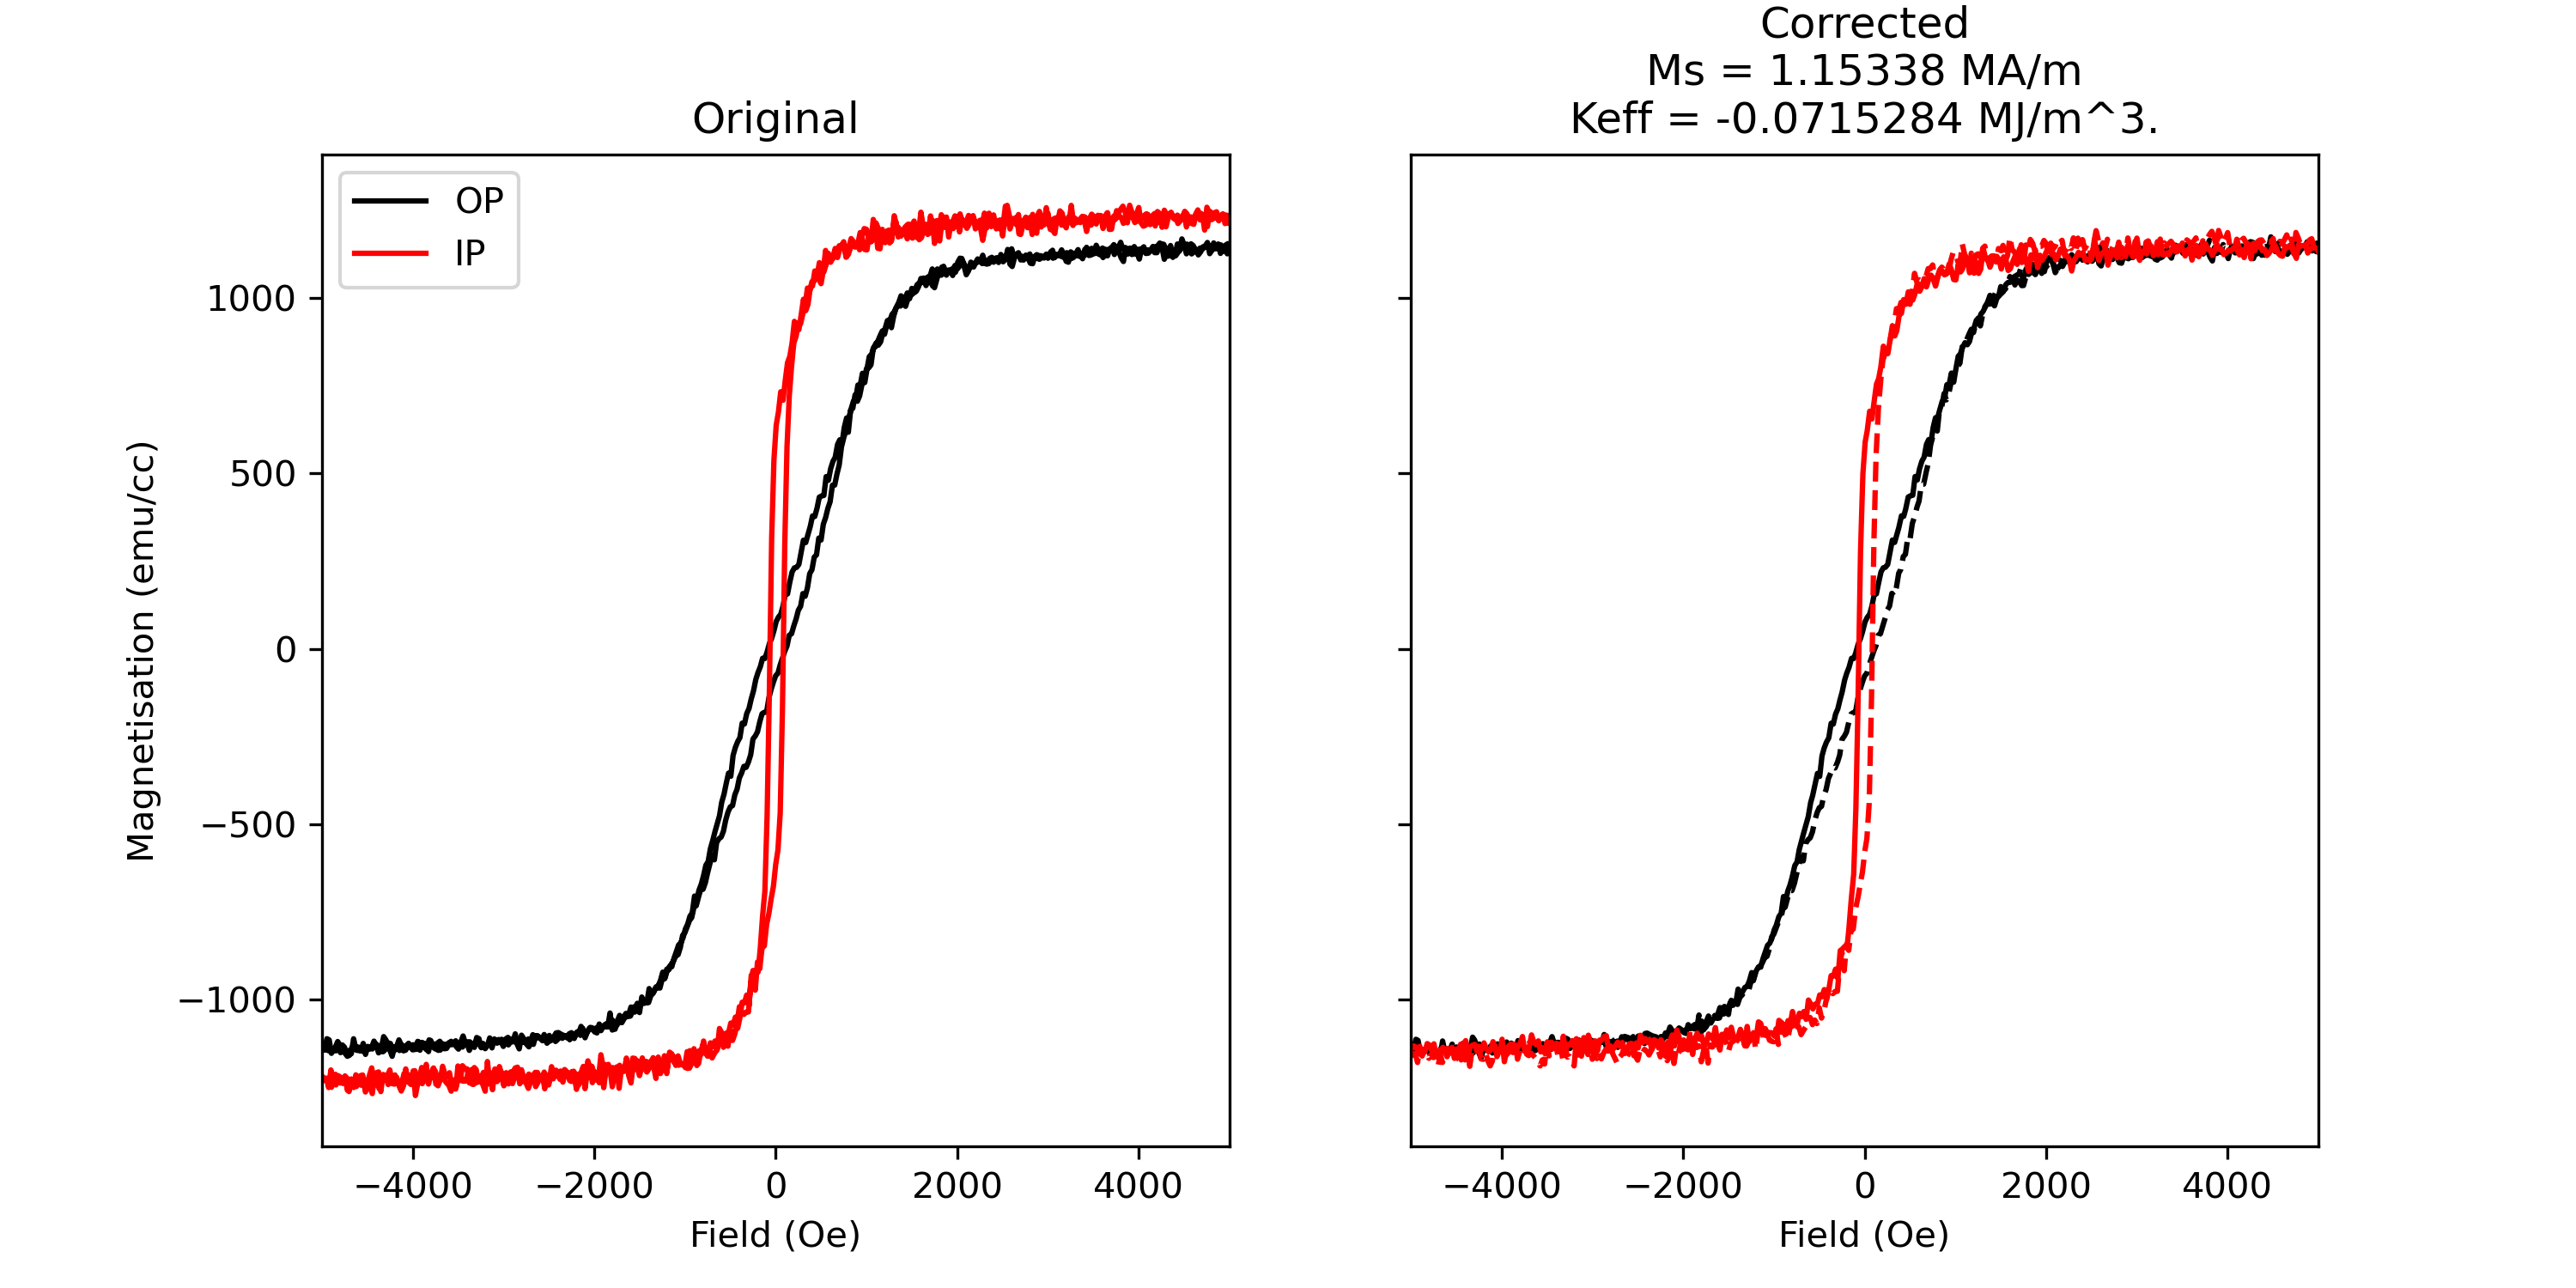 Original
OP
IP
1000
500
0
−500
−1000
Magnetisation (emu/cc)
−4000 −2000 0 2000 4000
Field (Oe)
Corrected
Ms = 1.15338 MA/m
Keff = -0.0715284 MJ/m^3.
−4000 −2000 0 2000 4000
Field (Oe)